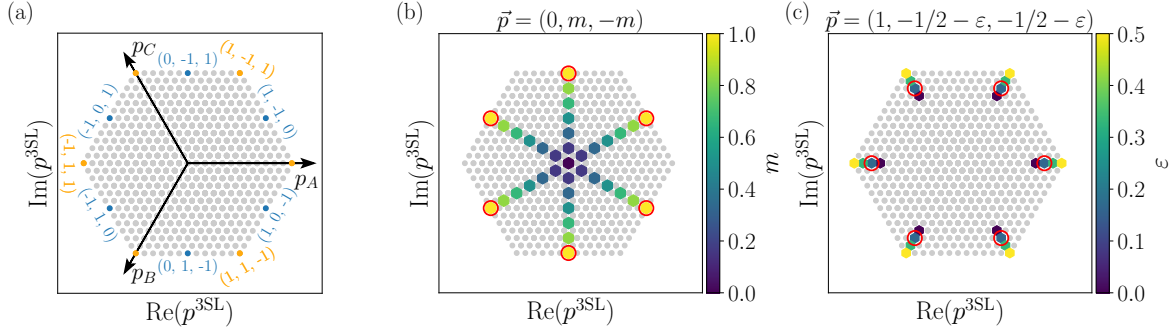 (a)
p_C
(0, -1, 1)
(1, -1, 1)
(-1, 0, 1)
(1, -1, 0)
(-1, 1, 1)
p_A
(-1, 1, 0)
(1, 0, -1)
p_B
(0, 1, -1)
(1, 1, -1)
Im(p^{3SL})
Re(p^{3SL})
(b)
\vec{p} = (0, m, −m)
Im(p^{3SL})
Re(p^{3SL})
1.0
0.8
0.6
0.4
0.2
0.0
m
(c)
\vec{p} = (1, −1/2 − ε, −1/2 − ε)
Im(p^{3SL})
Re(p^{3SL})
0.5
0.4
0.3
0.2
0.1
0.0
ε